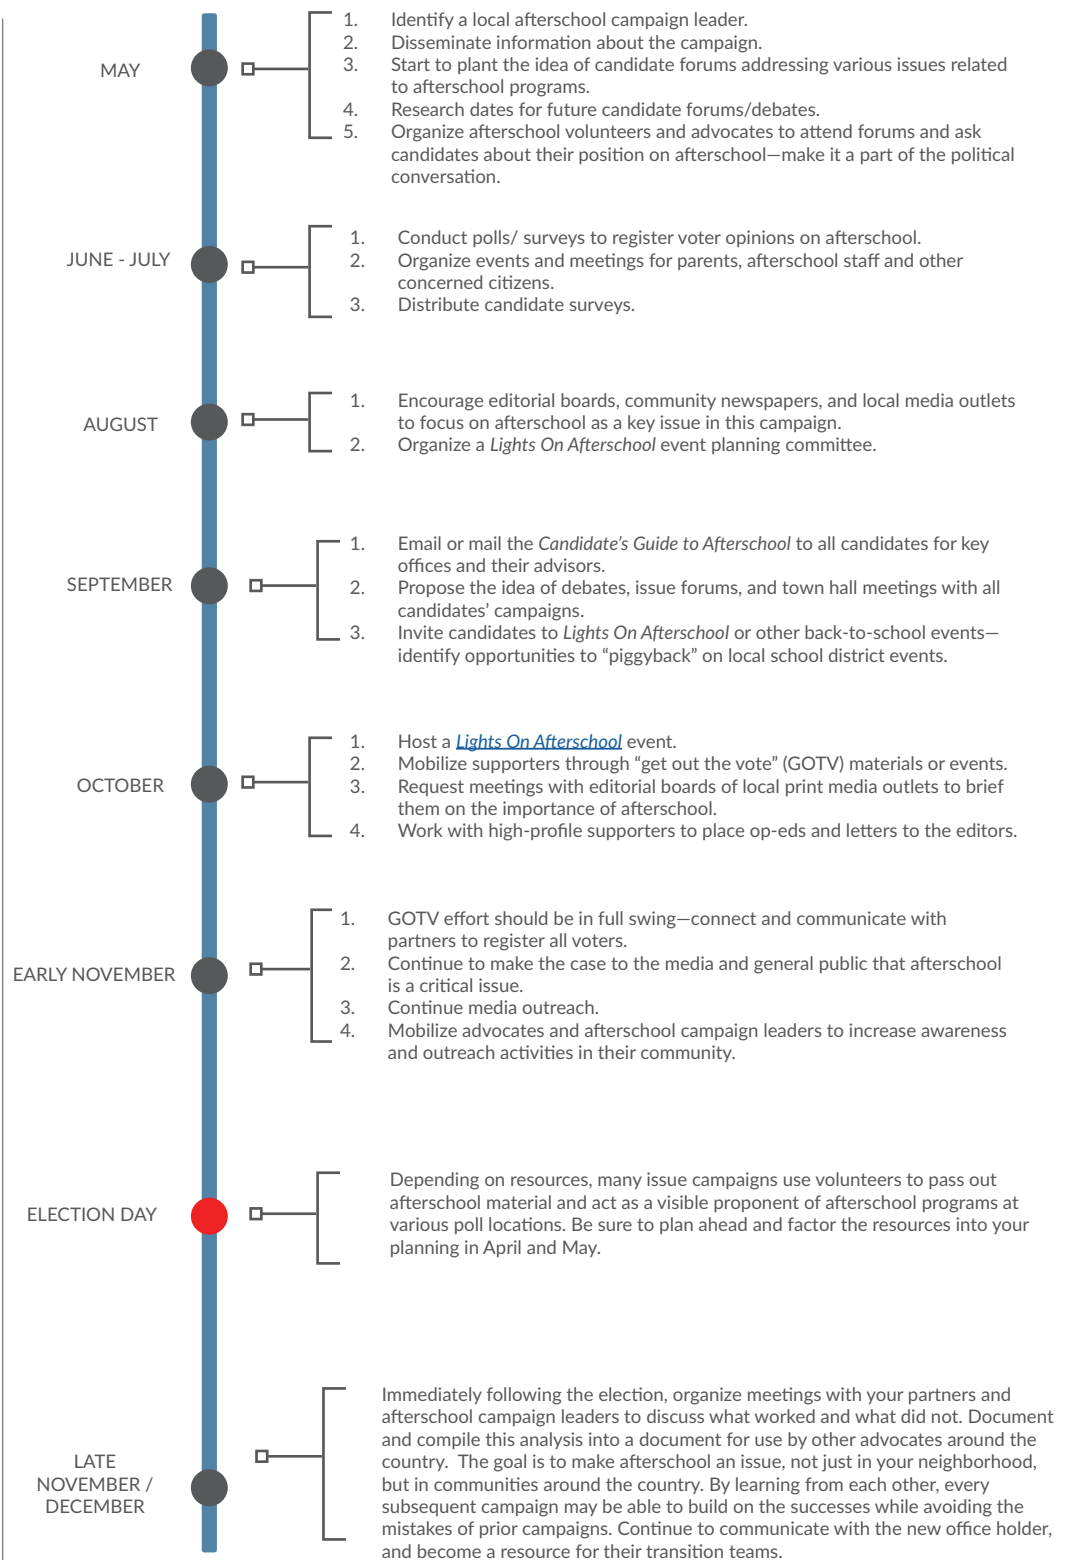 MAY
1. Identify a local afterschool campaign leader.
2. Disseminate information about the campaign.
3. Start to plant the idea of candidate forums addressing various issues related
to afterschool programs.
4. Research dates for future candidate forums/debates.
5. Organize afterschool volunteers and advocates to attend forums and ask
candidates about their position on afterschool—make it a part of the political
conversation.
JUNE - JULY
1. Conduct polls/ surveys to register voter opinions on afterschool.
2. Organize events and meetings for parents, afterschool staff and other
concerned citizens.
3. Distribute candidate surveys.
AUGUST
1. Encourage editorial boards, community newspapers, and local media outlets
to focus on afterschool as a key issue in this campaign.
2. Organize a Lights On Afterschool event planning committee.
SEPTEMBER
1. Email or mail the Candidate's Guide to Afterschool to all candidates for key
offices and their advisors.
2. Propose the idea of debates, issue forums, and town hall meetings with all
candidates' campaigns.
3. Invite candidates to Lights On Afterschool or other back-to-school events—
identify opportunities to “piggyback” on local school district events.
OCTOBER
1. Host a Lights On Afterschool event.
2. Mobilize supporters through “get out the vote” (GOTV) materials or events.
3. Request meetings with editorial boards of local print media outlets to brief
them on the importance of afterschool.
4. Work with high-profile supporters to place op-eds and letters to the editors.
EARLY NOVEMBER
1. GOTV effort should be in full swing—connect and communicate with
partners to register all voters.
2. Continue to make the case to the media and general public that afterschool
is a critical issue.
3. Continue media outreach.
4. Mobilize advocates and afterschool campaign leaders to increase awareness
and outreach activities in their community.
ELECTION DAY
Depending on resources, many issue campaigns use volunteers to pass out
afterschool material and act as a visible proponent of afterschool programs at
various poll locations. Be sure to plan ahead and factor the resources into your
planning in April and May.
LATE
NOVEMBER /
DECEMBER
Immediately following the election, organize meetings with your partners and
afterschool campaign leaders to discuss what worked and what did not. Document
and compile this analysis into a document for use by other advocates around the
country. The goal is to make afterschool an issue, not just in your neighborhood,
but in communities around the country. By learning from each other, every
subsequent campaign may be able to build on the successes while avoiding the
mistakes of prior campaigns. Continue to communicate with the new office holder,
and become a resource for their transition teams.